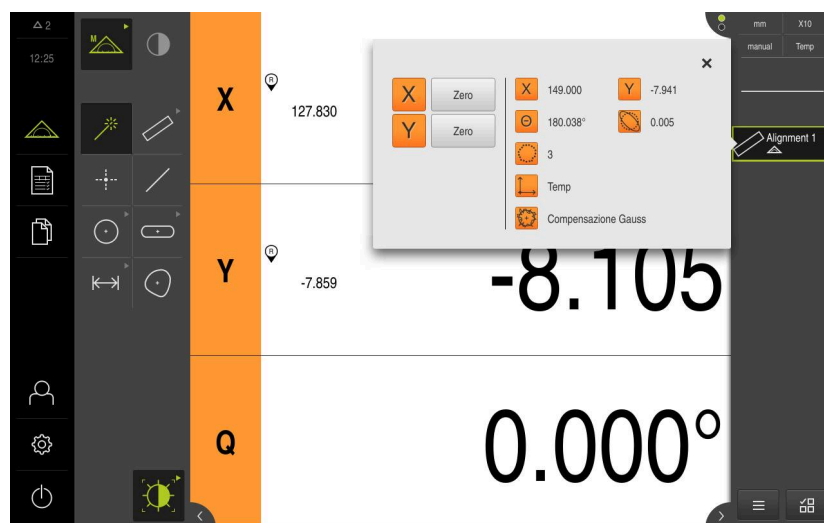 2
12:25
M
X
R
127.830
X
Zero
Y
Zero
X
149.000
Y
-7.941
Θ
180.038°
0.005
3
Temp
Compensazione Gauss
Y
R
-7.859
-8.105
Q
0.000°
mm
X10
manual
Temp
Alignment 1